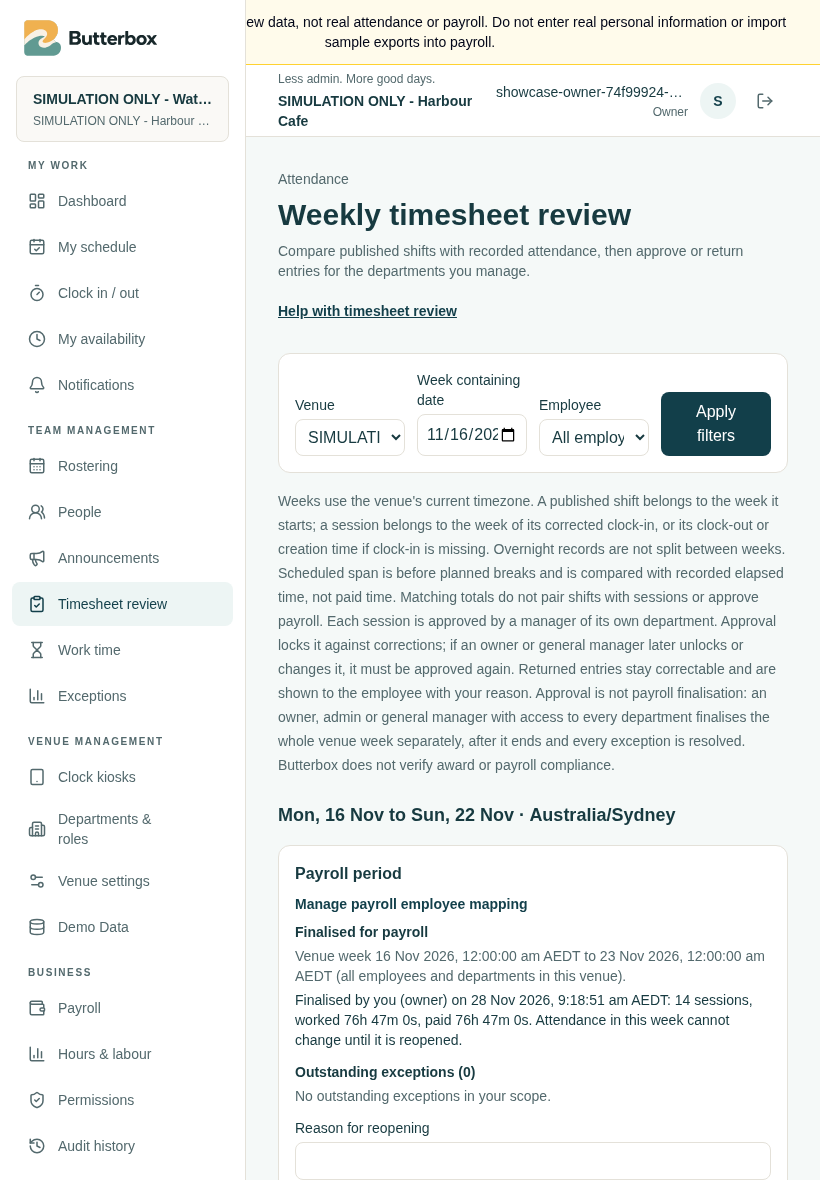 Butterbox
SIMULATION ONLY - Wat…
SIMULATION ONLY - Harbour …
MY WORK
Dashboard
My schedule
Clock in / out
My availability
Notifications
TEAM MANAGEMENT
Rostering
People
Announcements
Timesheet review
Work time
Exceptions
VENUE MANAGEMENT
Clock kiosks
Departments &
roles
Venue settings
Demo Data
BUSINESS
Payroll
Hours & labour
Permissions
Audit history
ew data, not real attendance or payroll. Do not enter real personal information or import
sample exports into payroll.
Less admin. More good days.
SIMULATION ONLY - Harbour
Cafe
showcase-owner-74f99924-…
Owner
S
Attendance
Weekly timesheet review
Compare published shifts with recorded attendance, then approve or return
entries for the departments you manage.
Help with timesheet review
Venue
SIMULATI
Week containing
date
11/16/202
Employee
All employ
Apply
filters
Weeks use the venue's current timezone. A published shift belongs to the week it
starts; a session belongs to the week of its corrected clock-in, or its clock-out or
creation time if clock-in is missing. Overnight records are not split between weeks.
Scheduled span is before planned breaks and is compared with recorded elapsed
time, not paid time. Matching totals do not pair shifts with sessions or approve
payroll. Each session is approved by a manager of its own department. Approval
locks it against corrections; if an owner or general manager later unlocks or
changes it, it must be approved again. Returned entries stay correctable and are
shown to the employee with your reason. Approval is not payroll finalisation: an
owner, admin or general manager with access to every department finalises the
whole venue week separately, after it ends and every exception is resolved.
Butterbox does not verify award or payroll compliance.
Mon, 16 Nov to Sun, 22 Nov · Australia/Sydney
Payroll period
Manage payroll employee mapping
Finalised for payroll
Venue week 16 Nov 2026, 12:00:00 am AEDT to 23 Nov 2026, 12:00:00 am
AEDT (all employees and departments in this venue).
Finalised by you (owner) on 28 Nov 2026, 9:18:51 am AEDT: 14 sessions,
worked 76h 47m 0s, paid 76h 47m 0s. Attendance in this week cannot
change until it is reopened.
Outstanding exceptions (0)
No outstanding exceptions in your scope.
Reason for reopening